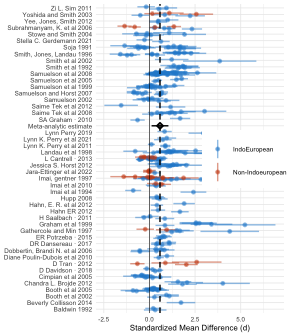 Zi L. Sim 2011
Yoshida and Smith 2003
Yee, Jones, Smith 2012
Subrahmanyam, K. et al 2006
Stowe and Smith 2004
Stella C. Gerdemann 2021
Soja 1991
Smith, Jones, Landau 1996
Smith et al 2002
Smith et al 1992
Samuelson et al 2008
Samuelson et al 2005
Samuelson et al 1999
Samuelson and Horst 2007
Samuelson 2002
Saime Tek et al 2012
Saime Tek et al 2008
SA Graham · 2010
Meta-analytic estimate
Lynn Perry 2019
Lynn K. Perry et al 2021
Lynn K. Perry et al 2011
Landau et al 1998
L Cantrell · 2013
Jessica S. Horst 2012
Jara-Ettinger et al 2022
Imai, gentner 1997
Imai et al 2010
Imai et al 1994
Hupp 2008
Hahn, E. R. et al 2012
Hahn ER 2012
H Saalbach · 2011
Graham et al 1999
Gathercole and Min 1997
ER Potrzeba · 2015
DR Dansereau · 2017
Dobbertin, Brandi N. et al 2006
Diane Poulin-Dubois et al 2010
D Tran · 2012
D Davidson · 2018
Cimpian et al 2005
Chandra L. Brojde 2012
Booth et al 2005
Booth et al 2002
Beverly Collisson 2014
Baldwin 1992
-2.5
0.0
2.5
5.0
Standardized Mean Difference (d)
IndoEuropean
Non-Indoeuropean